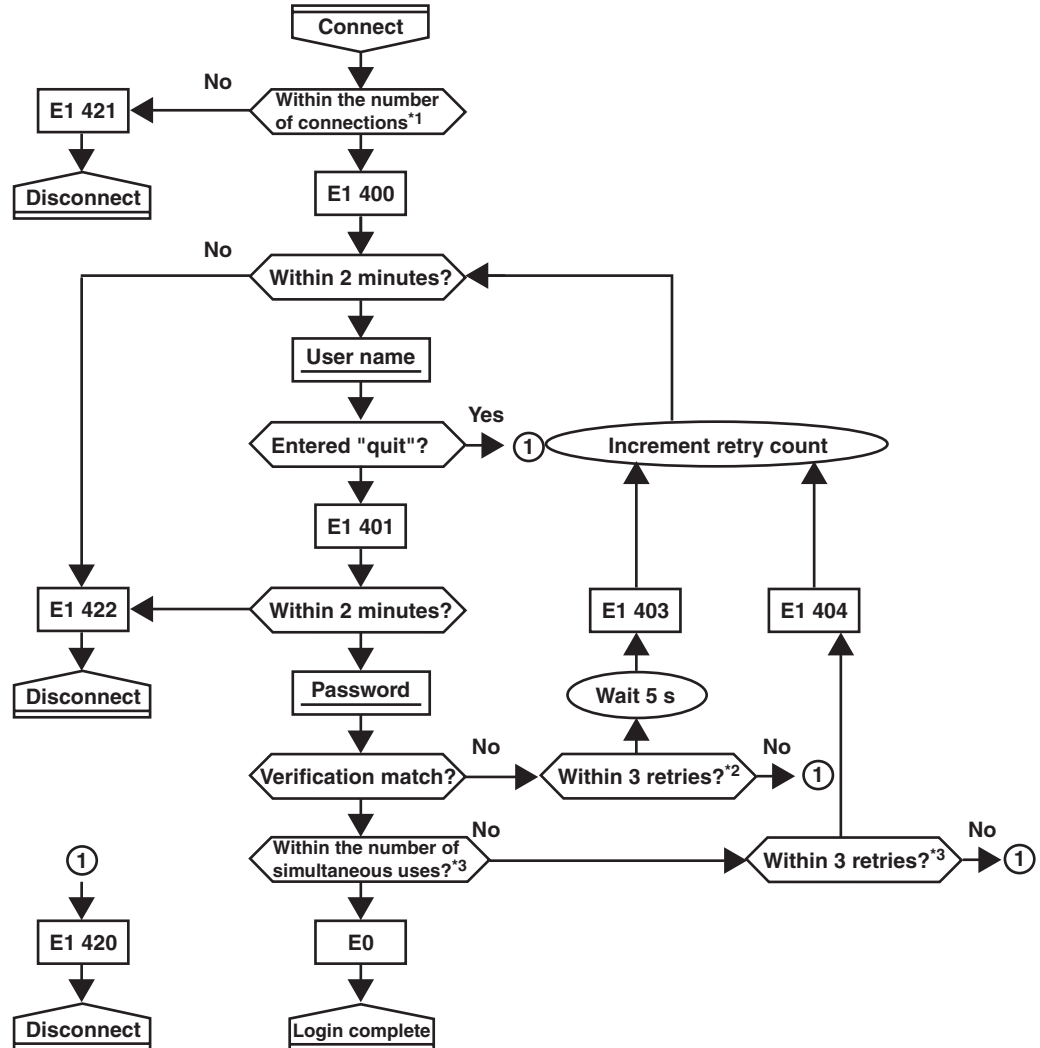 Connect
No
E1 421
Within the number
of connections*1
Disconnect
E1 400
No
Within 2 minutes?
User name
Yes
Entered "quit"?
1
Increment retry count
E1 401
E1 422
Within 2 minutes?
E1 403
E1 404
Disconnect
Password
Wait 5 s
No
Verification match?
Within 3 retries?*2
No
1
No
Within the number of
simultaneous uses?*3
Within 3 retries?*3
No
1
1
E1 420
E0
Disconnect
Login complete